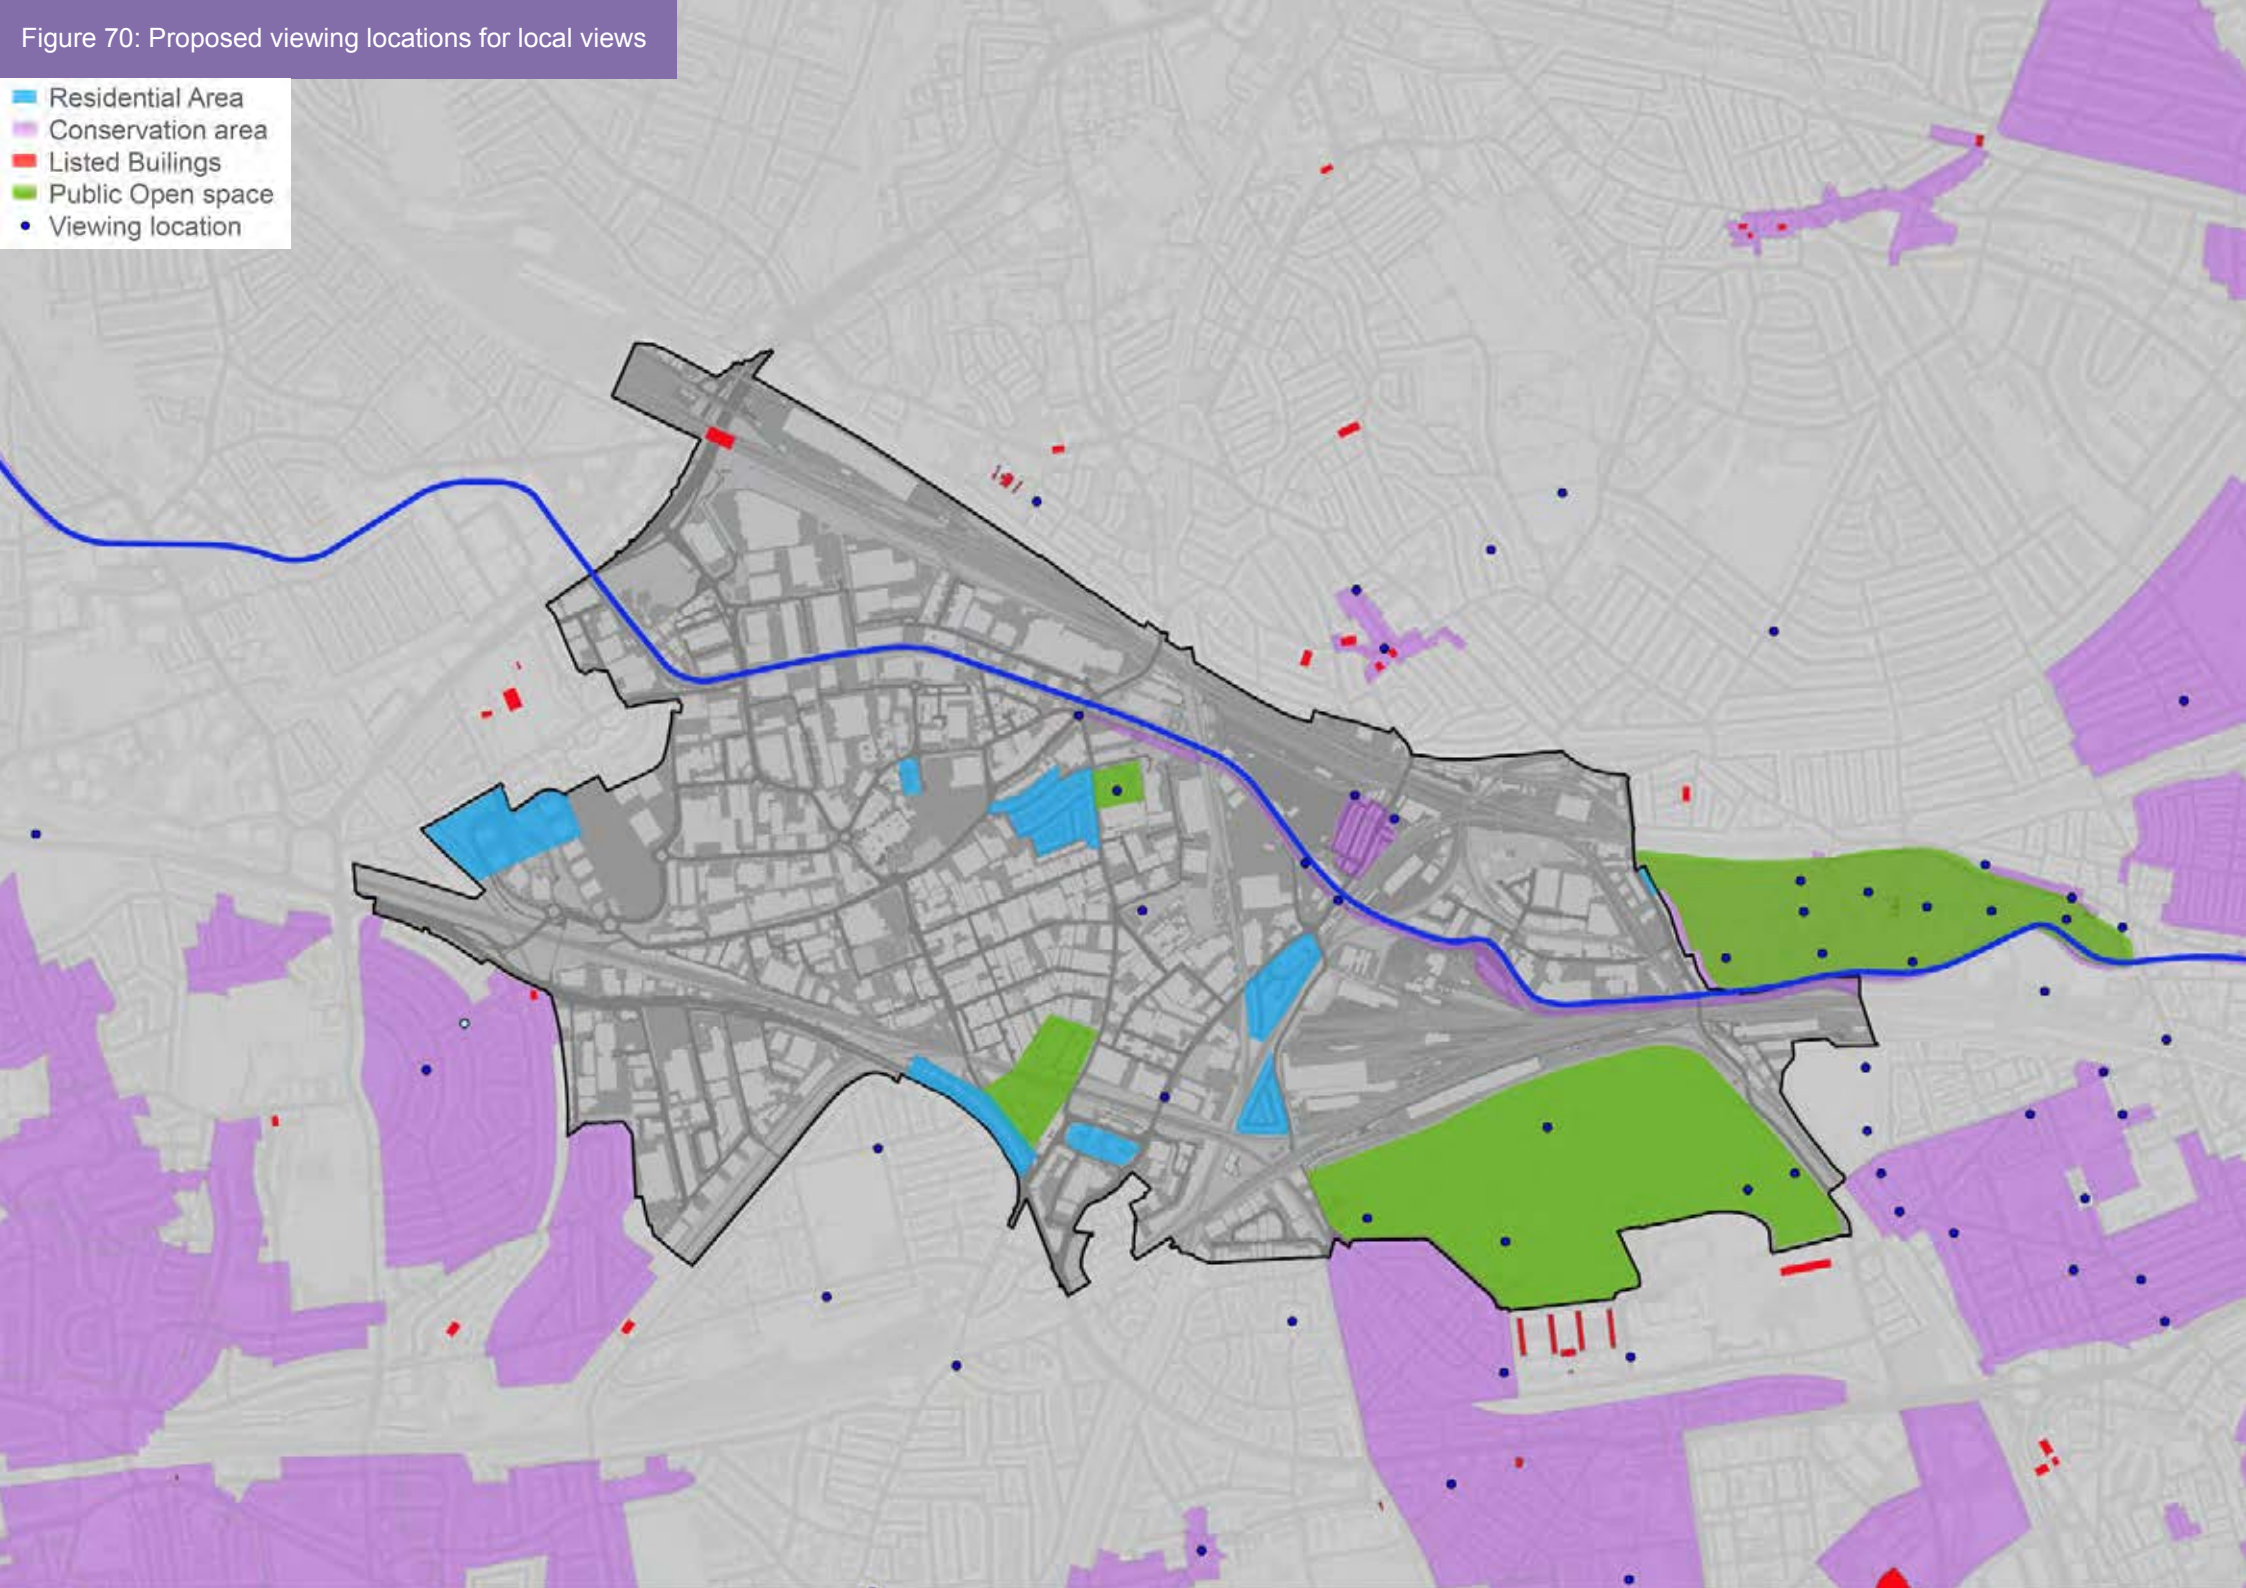 Figure 70: Proposed viewing locations for local views
Residential Area
Conservation area
Listed Builings
Public Open space
Viewing location